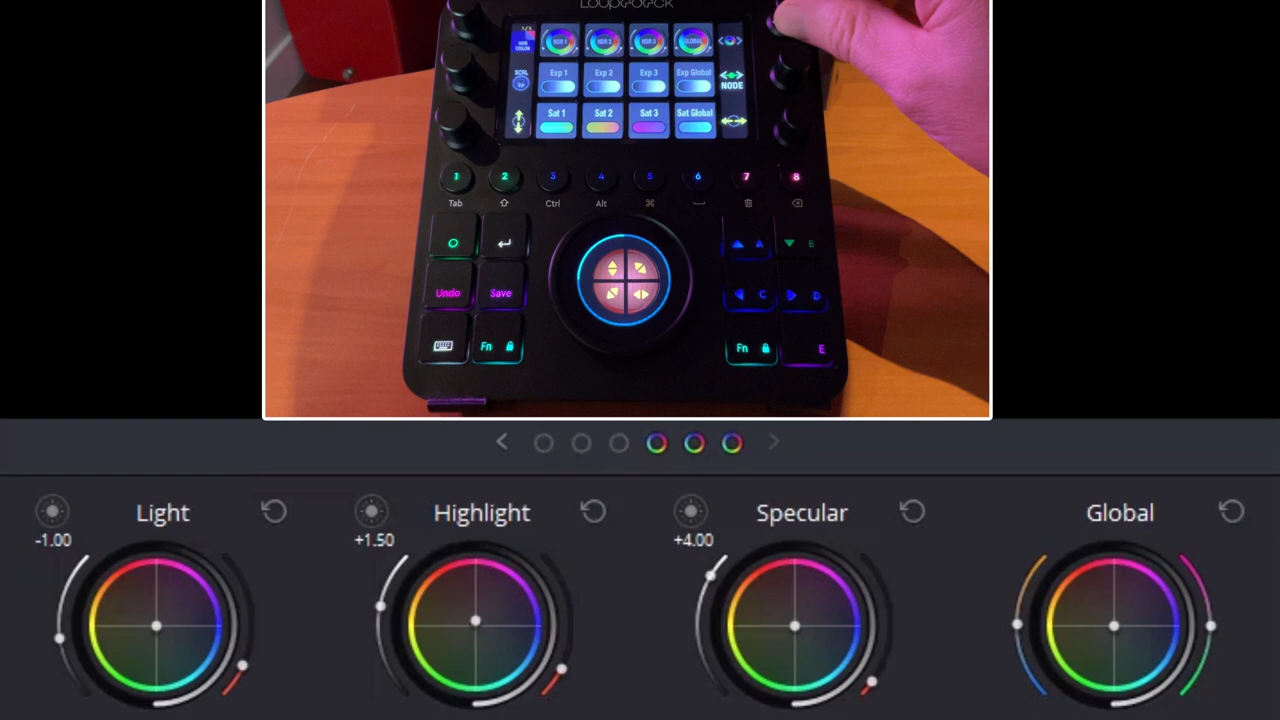 Loupedeck
HDR 1 HDR 2 HDR 3 GLOBAL
HDR
COLOR
SCRL
Exp 1 Exp 2 Exp 3 Exp Global
NODE
Sat 1 Sat 2 Sat 3 Sat Global
1 2 3 4 5 6 7 8
Tab Ctrl Alt
A B
Undo Save C D
Fn Fn E
Light Highlight Specular Global
-1.00 +1.50 +4.00